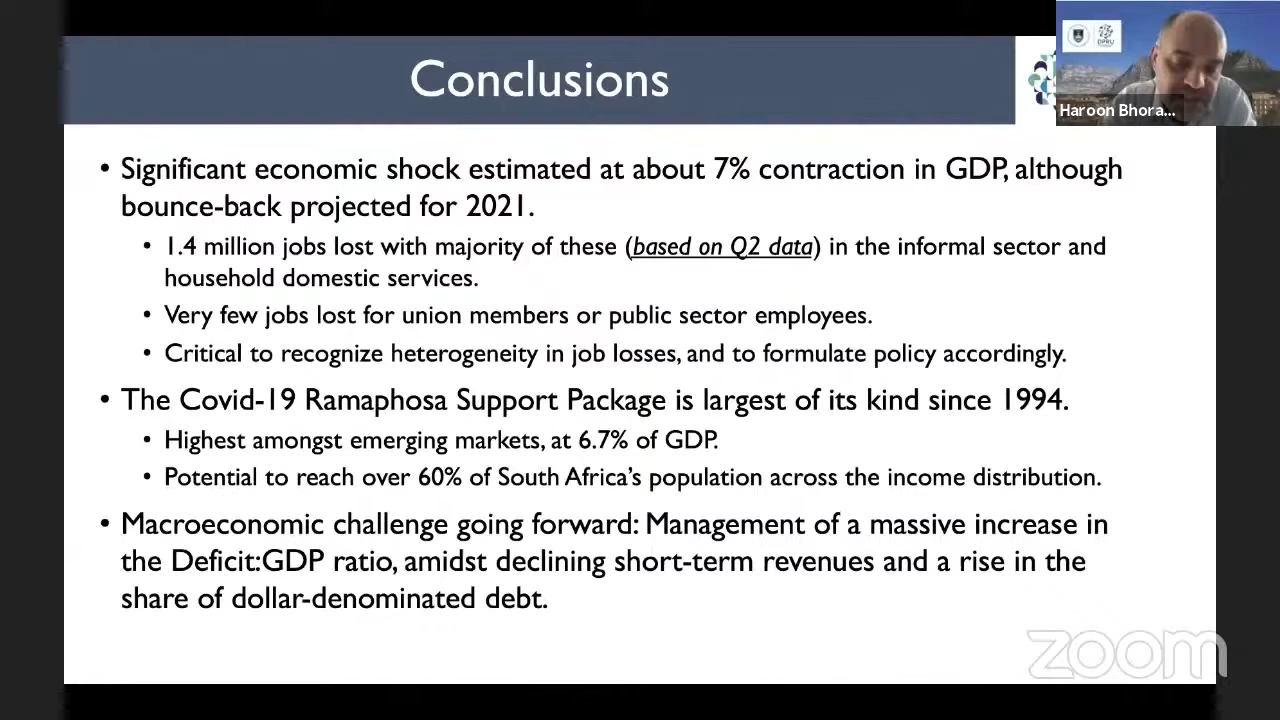 Conclusions
DPRU
Haroon Bhora...
• Significant economic shock estimated at about 7% contraction in GDP, although
bounce-back projected for 2021.
• 1.4 million jobs lost with majority of these (based on Q2 data) in the informal sector and
household domestic services.
• Very few jobs lost for union members or public sector employees.
• Critical to recognize heterogeneity in job losses, and to formulate policy accordingly.
• The Covid-19 Ramaphosa Support Package is largest of its kind since 1994.
• Highest amongst emerging markets, at 6.7% of GDP.
• Potential to reach over 60% of South Africa's population across the income distribution.
• Macroeconomic challenge going forward: Management of a massive increase in
the Deficit:GDP ratio, amidst declining short-term revenues and a rise in the
share of dollar-denominated debt.
zoom